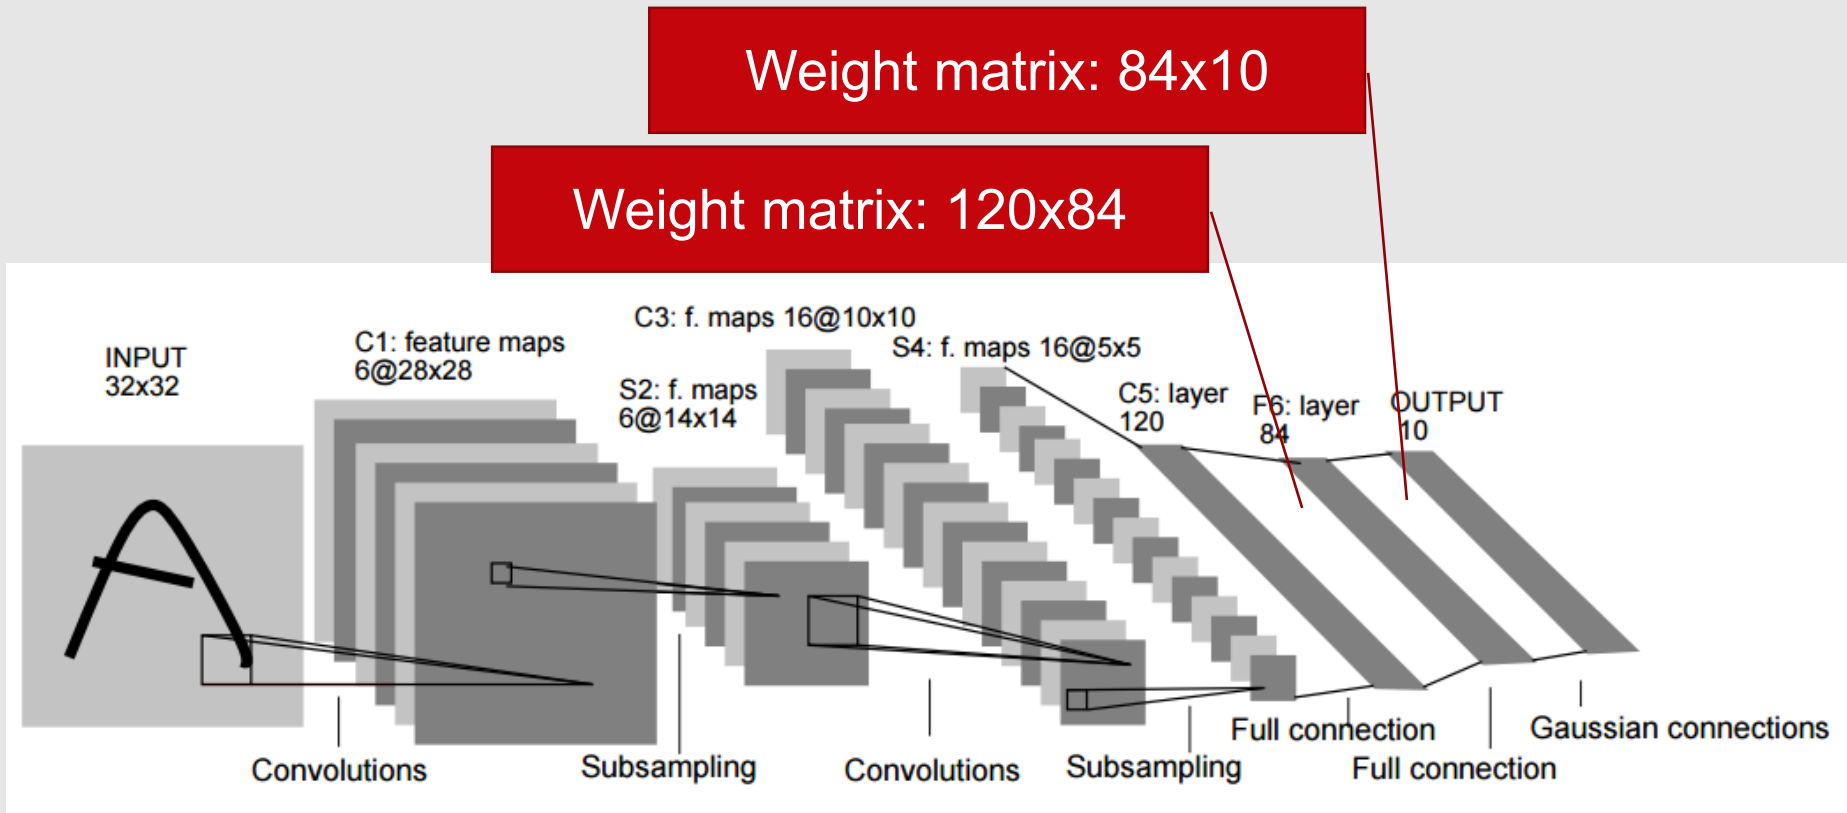 Weight matrix: 84x10
Weight matrix: 120x84
C3: f. maps 16@10x10
INPUT
32x32
C1: feature maps
6@28x28
S4: f. maps 16@5x5
S2: f. maps
6@14x14
C5: layer
120
F6: layer
84
OUTPUT
10
Convolutions
Subsampling
Convolutions
Subsampling
Full connection
Full connection
Gaussian connections